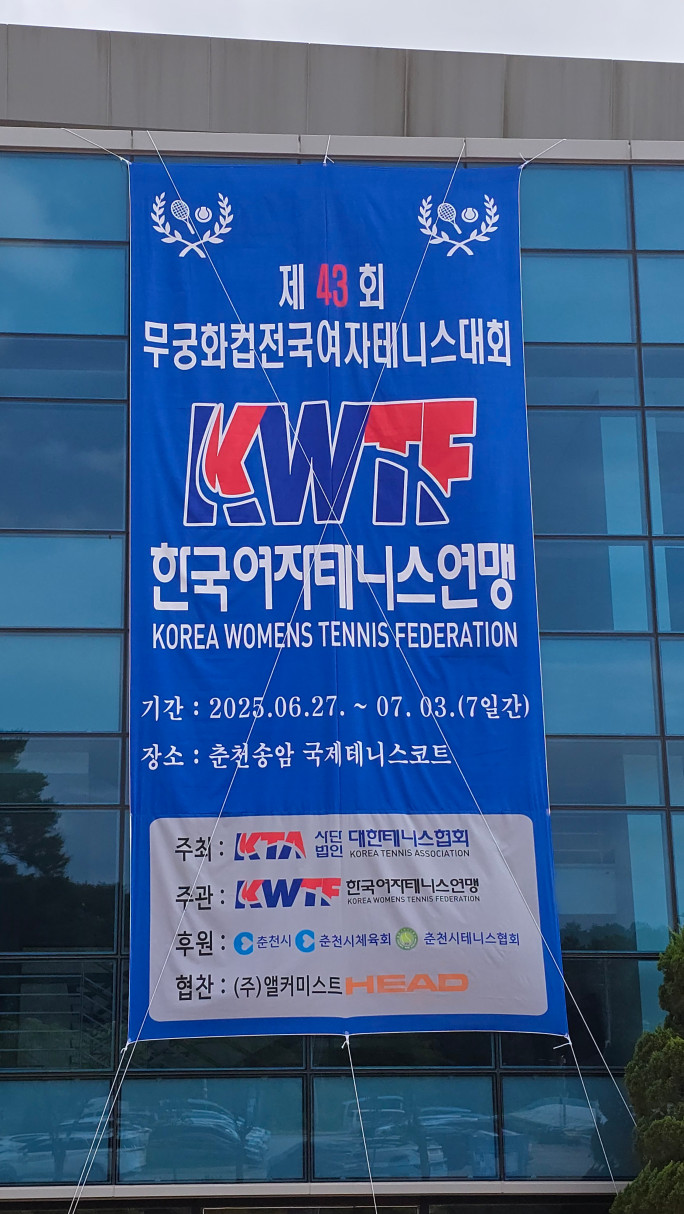 제 43 회
무궁화컵전국여자테니스대회
KWTF
한국여자테니스연맹
KOREA WOMENS TENNIS FEDERATION
기간 : 2025.06.27. ~ 07. 03.(7일간)
장소 : 춘천송암 국제테니스코트
주최 : KTA 사단법인 대한테니스협회
KOREA TENNIS ASSOCIATION
주관 : KWTF 한국여자테니스연맹
KOREA WOMENS TENNIS FEDERATION
후원 : 춘천시 춘천시체육회 춘천시테니스협회
협찬 : (주)앨커미스트 HEAD